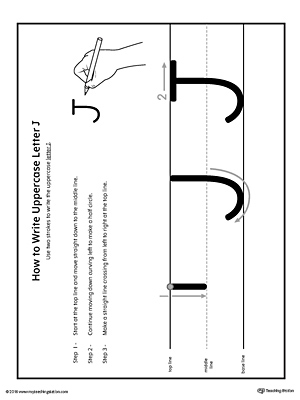 How to Write Uppercase Letter J
Use two strokes to write the uppercase letter J.
J
Step 1 - Start at the top line and move straight down to the middle line.
Step 2 - Continue moving down curving left to make a half circle.
Step 3 - Make a straight line crossing from left to right at the top line.
top line
middle
line
base line
J
2
J
© 2018 www.myteachingstation.com
Teaching Station